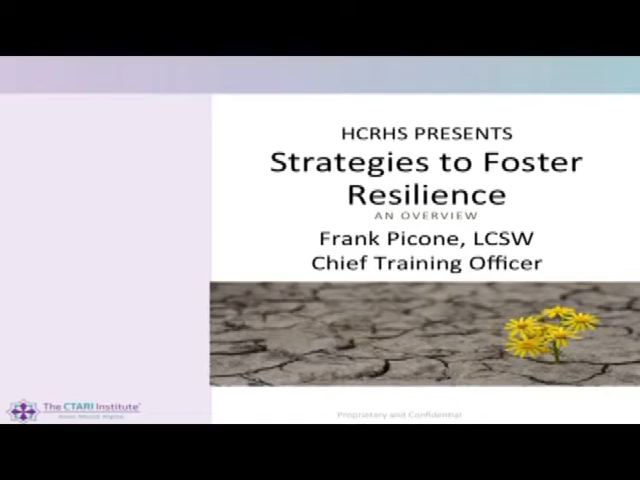 HCRHS PRESENTS
Strategies to Foster
Resilience
AN OVERVIEW
Frank Picone, LCSW
Chief Training Officer
The CTARI Institute
Proprietary and Confidential